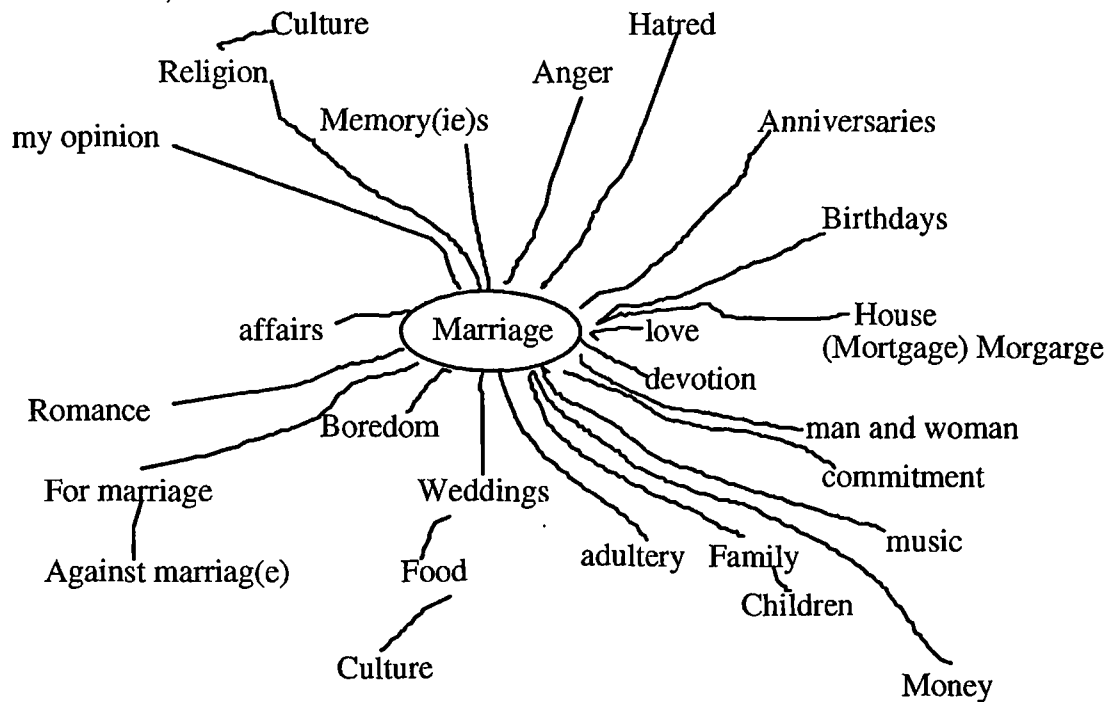 Culture
Hatred
Religion
Anger
Memory(ie)s
Anniversaries
my opinion
Birthdays
affairs
Marriage
love
House
(Mortgage) Morgarge
devotion
Romance
Boredom
man and woman
commitment
For marriage
Weddings
music
Against marriag(e)
Food
adultery
Family
Children
Culture
Money